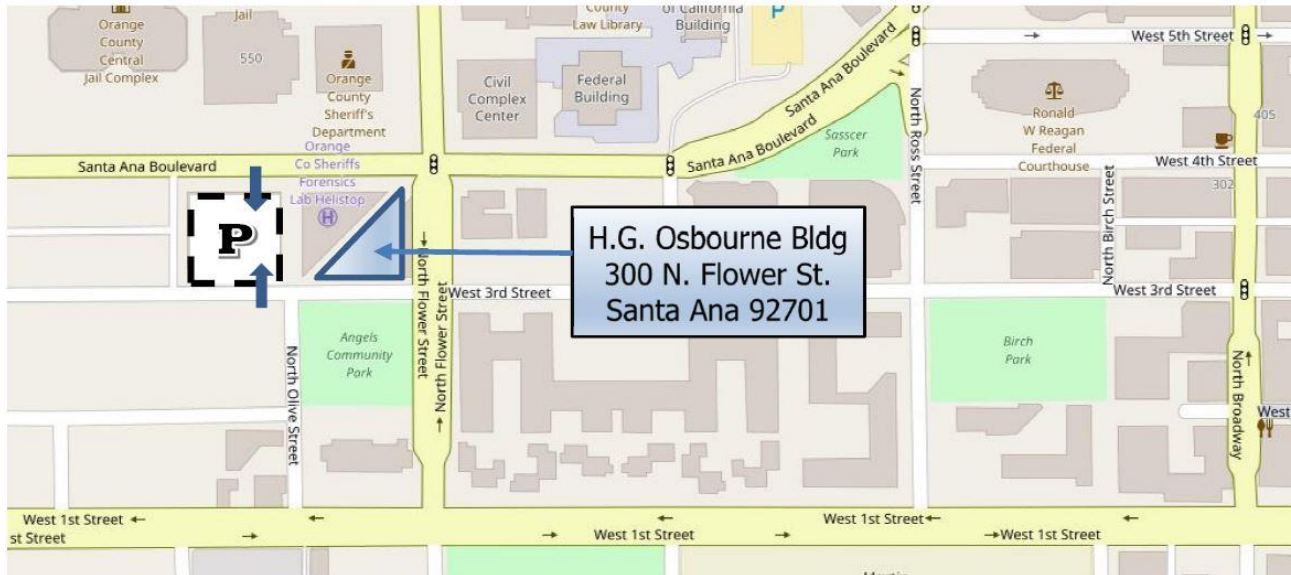 Orange
County
Central
Jail Complex
Jail
550
Orange
County
Sheriff's
Department
Orange
Co Sheriffs
Forensics
Lab Helistop
H
County
Law Library
of California
Building
P
Civil
Complex
Center
Federal
Building
Santa Ana Boulevard
Santa Ana Boulevard
Santa Ana Boulevard
Sasscer
Park
North Ross Street
West 5th Street
Ronald
W Reagan
Federal
Courthouse
405
West 4th Street
302
North Birch Street
P
H.G. Osbourne Bldg
300 N. Flower St.
Santa Ana 92701
North Flower Street
North Flower Street
West 3rd Street
West 3rd Street
Angels
Community
Park
North Olive Street
Birch
Park
North Broadway
West
West 1st Street
st Street
West 1st Street
West 1st Street
West 1st Street